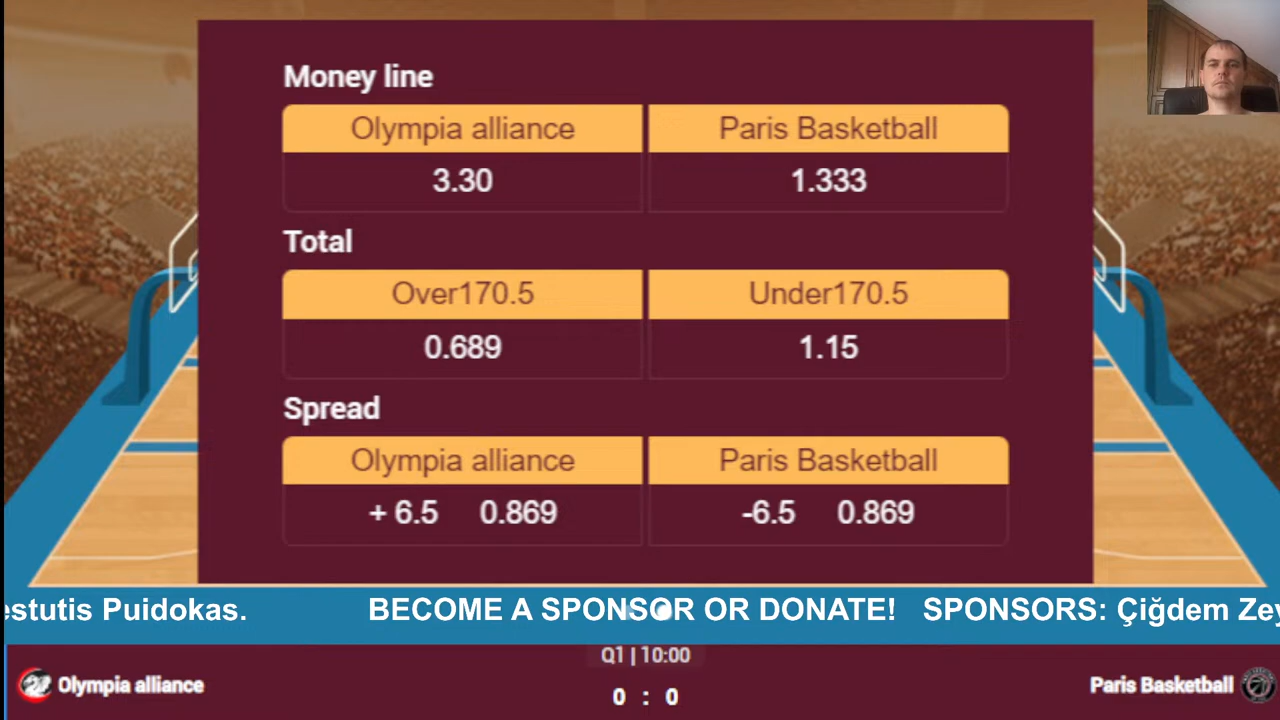 Money line
Olympia alliance Paris Basketball
3.30 1.333
Total
Over170.5 Under170.5
0.689 1.15
Spread
Olympia alliance Paris Basketball
+ 6.5 0.869 -6.5 0.869
estutis Puidokas. BECOME A SPONSOR OR DONATE! SPONSORS: Çiğdem Zey
Q1 | 10:00
Olympia alliance 0 : 0 Paris Basketball